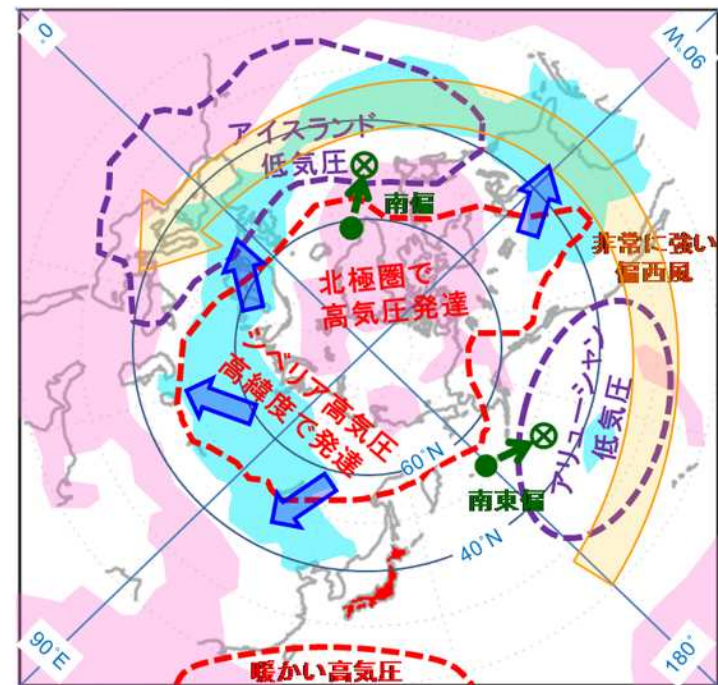 0°
90°W
アイスランド
低気圧
南偏
非常に強い
偏西風
北極圏で
高気圧発達
シベリア高気圧
高緯度で発達
アリューシャン
低気圧
60°N
南東偏
40°N
90°E
180°
暖かい高気圧